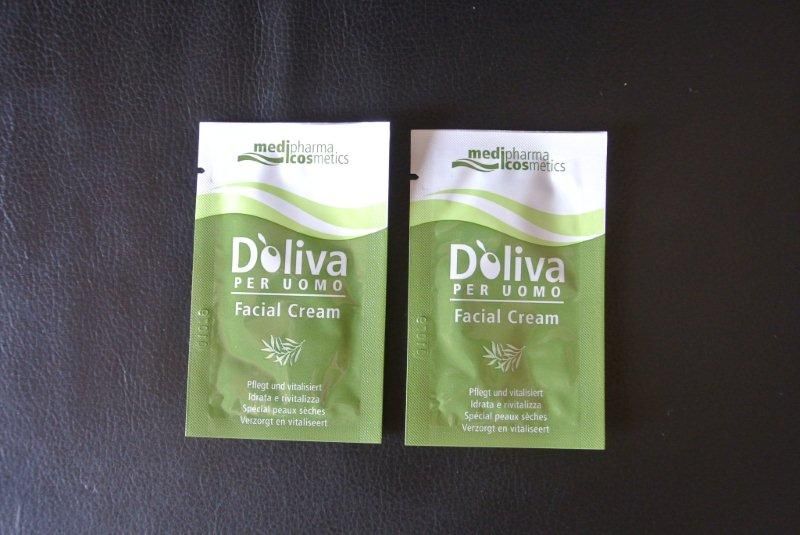 medipharma
cosmetics
D'oliva
PER UOMO
Facial Cream
Pflegt und vitalisiert
Idrata e rivitalizza
Spécial peaux sèches
Verzorgt en vitaliseert
medipharma
cosmetics
D'oliva
PER UOMO
Facial Cream
Pflegt und vitalisiert
Idrata e rivitalizza
Spécial peaux sèches
Verzorgt en vitaliseert